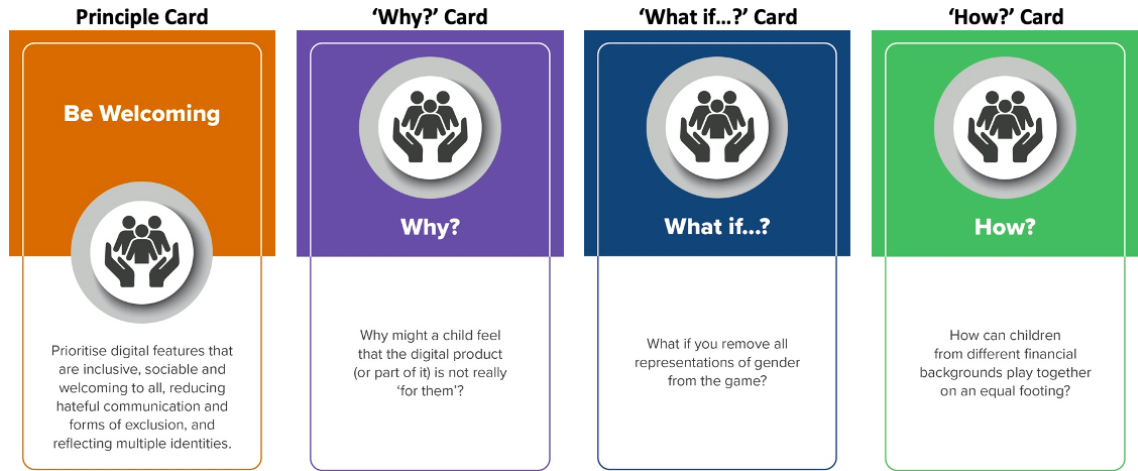 Principle Card
Be Welcoming
Prioritise digital features that
are inclusive, sociable and
welcoming to all, reducing
hateful communication and
forms of exclusion, and
reflecting multiple identities.
‘Why?’ Card
Why?
Why might a child feel
that the digital product
(or part of it) is not really
‘for them’?
‘What if…?’ Card
What if...?
What if you remove all
representations of gender
from the game?
‘How?’ Card
How?
How can children
from different financial
backgrounds play together
on an equal footing?